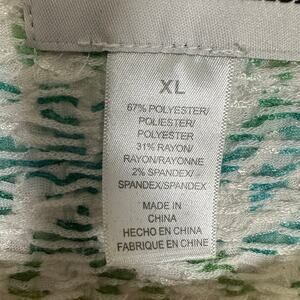 XL
67% POLYESTER/
POLIESTER/
POLYESTER
31% RAYON/
RAYON/RAYONNE
2% SPANDEX/
SPANDEX/SPANDEX
MADE IN
CHINA
HECHO EN CHINA
FABRIQUE EN CHINE